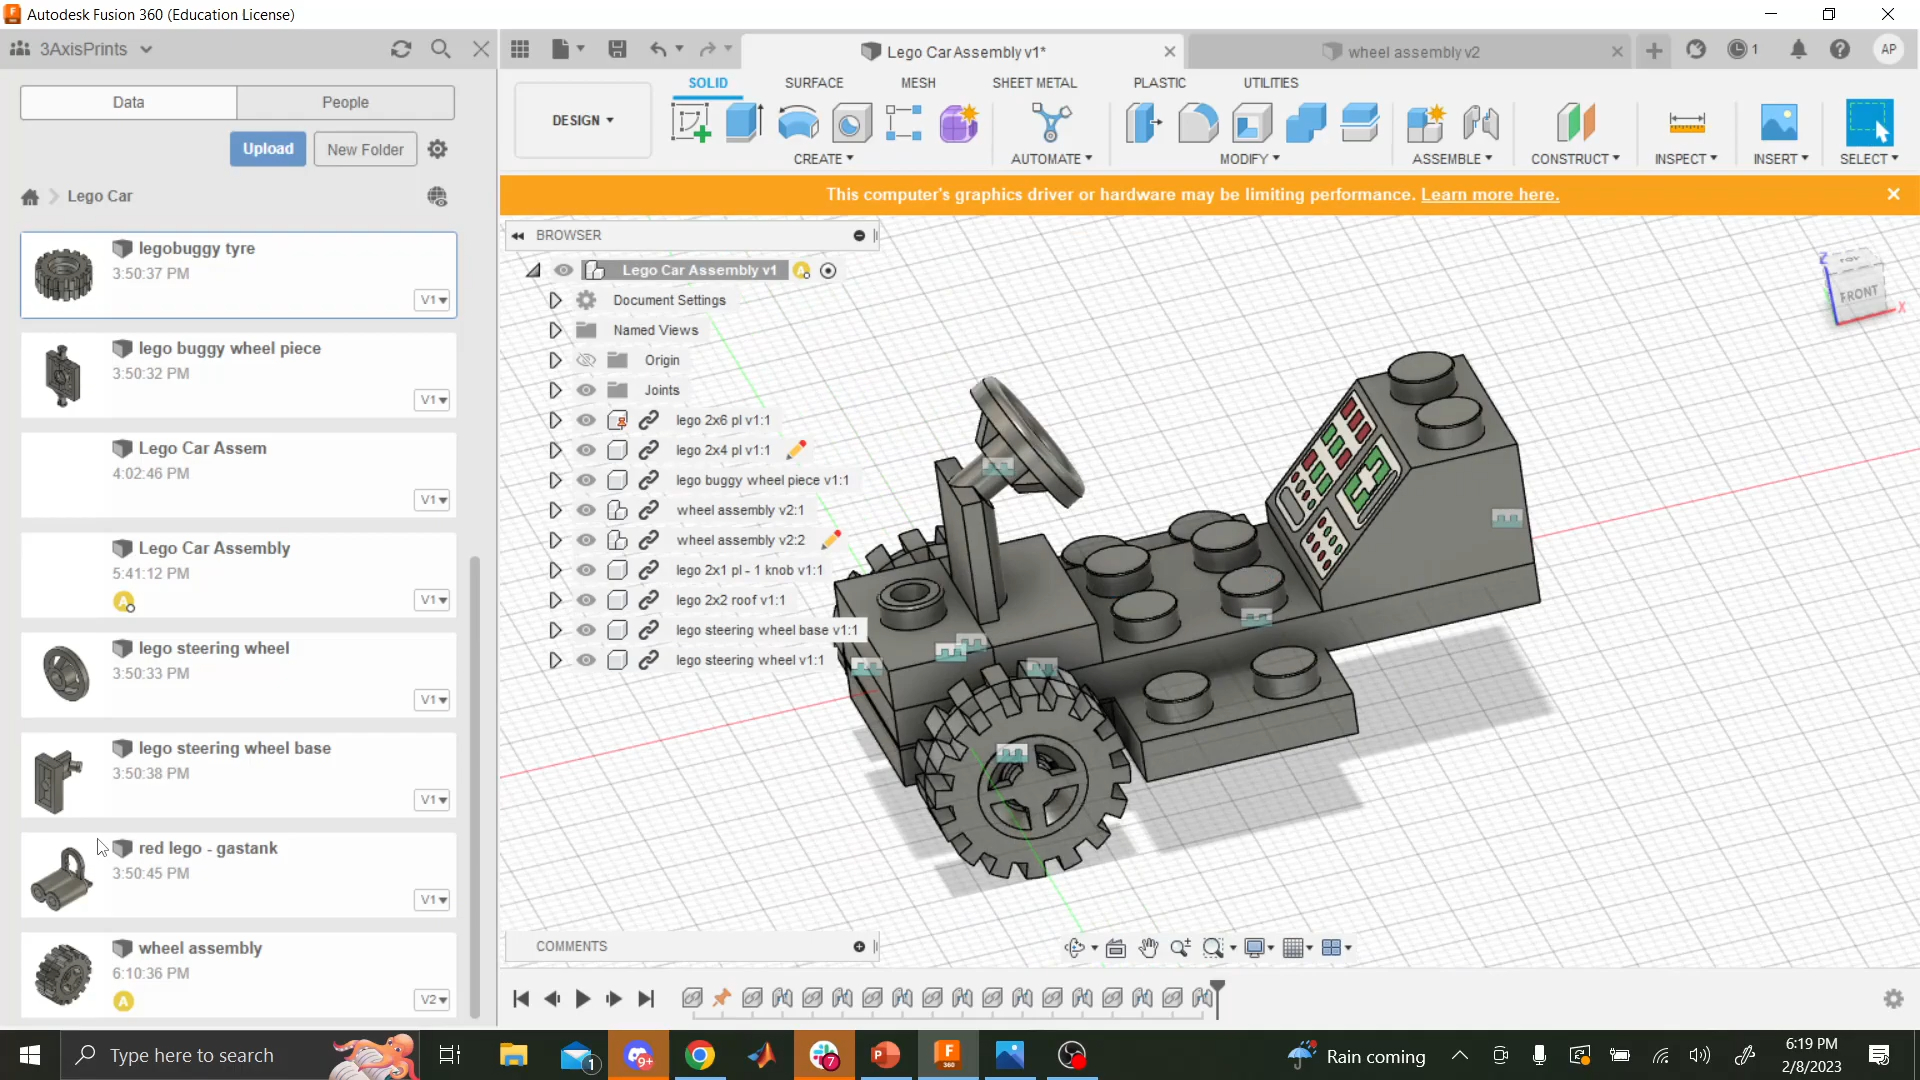 Autodesk Fusion 360 (Education License)
3AxisPrints
Lego Car Assembly v1*
wheel assembly v2
1
AP
Data
People
Upload
New Folder
Lego Car
DESIGN
SOLID
SURFACE
MESH
SHEET METAL
PLASTIC
UTILITIES
CREATE
AUTOMATE
MODIFY
ASSEMBLE
CONSTRUCT
INSPECT
INSERT
SELECT
This computer's graphics driver or hardware may be limiting performance. Learn more here.
legobuggy tyre
3:50:37 PM
V1
lego buggy wheel piece
3:50:32 PM
V1
Lego Car Assem
4:02:46 PM
V1
Lego Car Assembly
5:41:12 PM
A
V1
lego steering wheel
3:50:33 PM
V1
lego steering wheel base
3:50:38 PM
V1
red lego - gastank
3:50:45 PM
V1
wheel assembly
6:10:36 PM
A
V2
BROWSER
Lego Car Assembly v1
Document Settings
Named Views
Origin
Joints
lego 2x6 pl v1:1
lego 2x4 pl v1:1
lego buggy wheel piece v1:1
wheel assembly v2:1
wheel assembly v2:2
lego 2x1 pl - 1 knob v1:1
lego 2x2 roof v1:1
lego steering wheel base v1:1
lego steering wheel v1:1
Z
TOP
FRONT
X
COMMENTS
Type here to search
1
9+
7
F
360
Rain coming
6:19 PM
2/8/2023